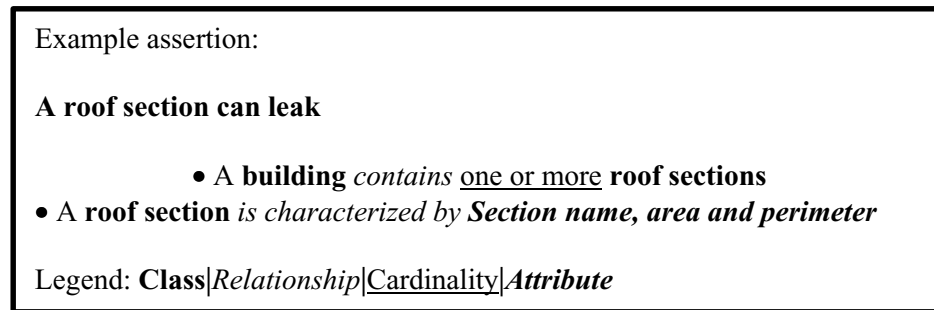 Example assertion:
A roof section can leak
• A building contains one or more roof sections
• A roof section is characterized by Section name, area and perimeter
Legend: Class|Relationship|Cardinality|Attribute